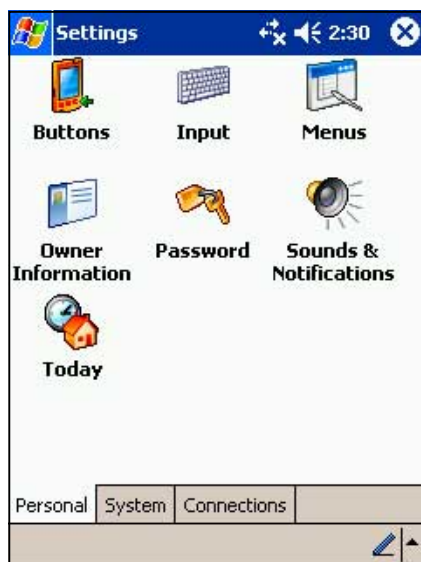 Settings 2:30
Buttons Input Menus
Owner Information Password Sounds & Notifications
Today
Personal System Connections